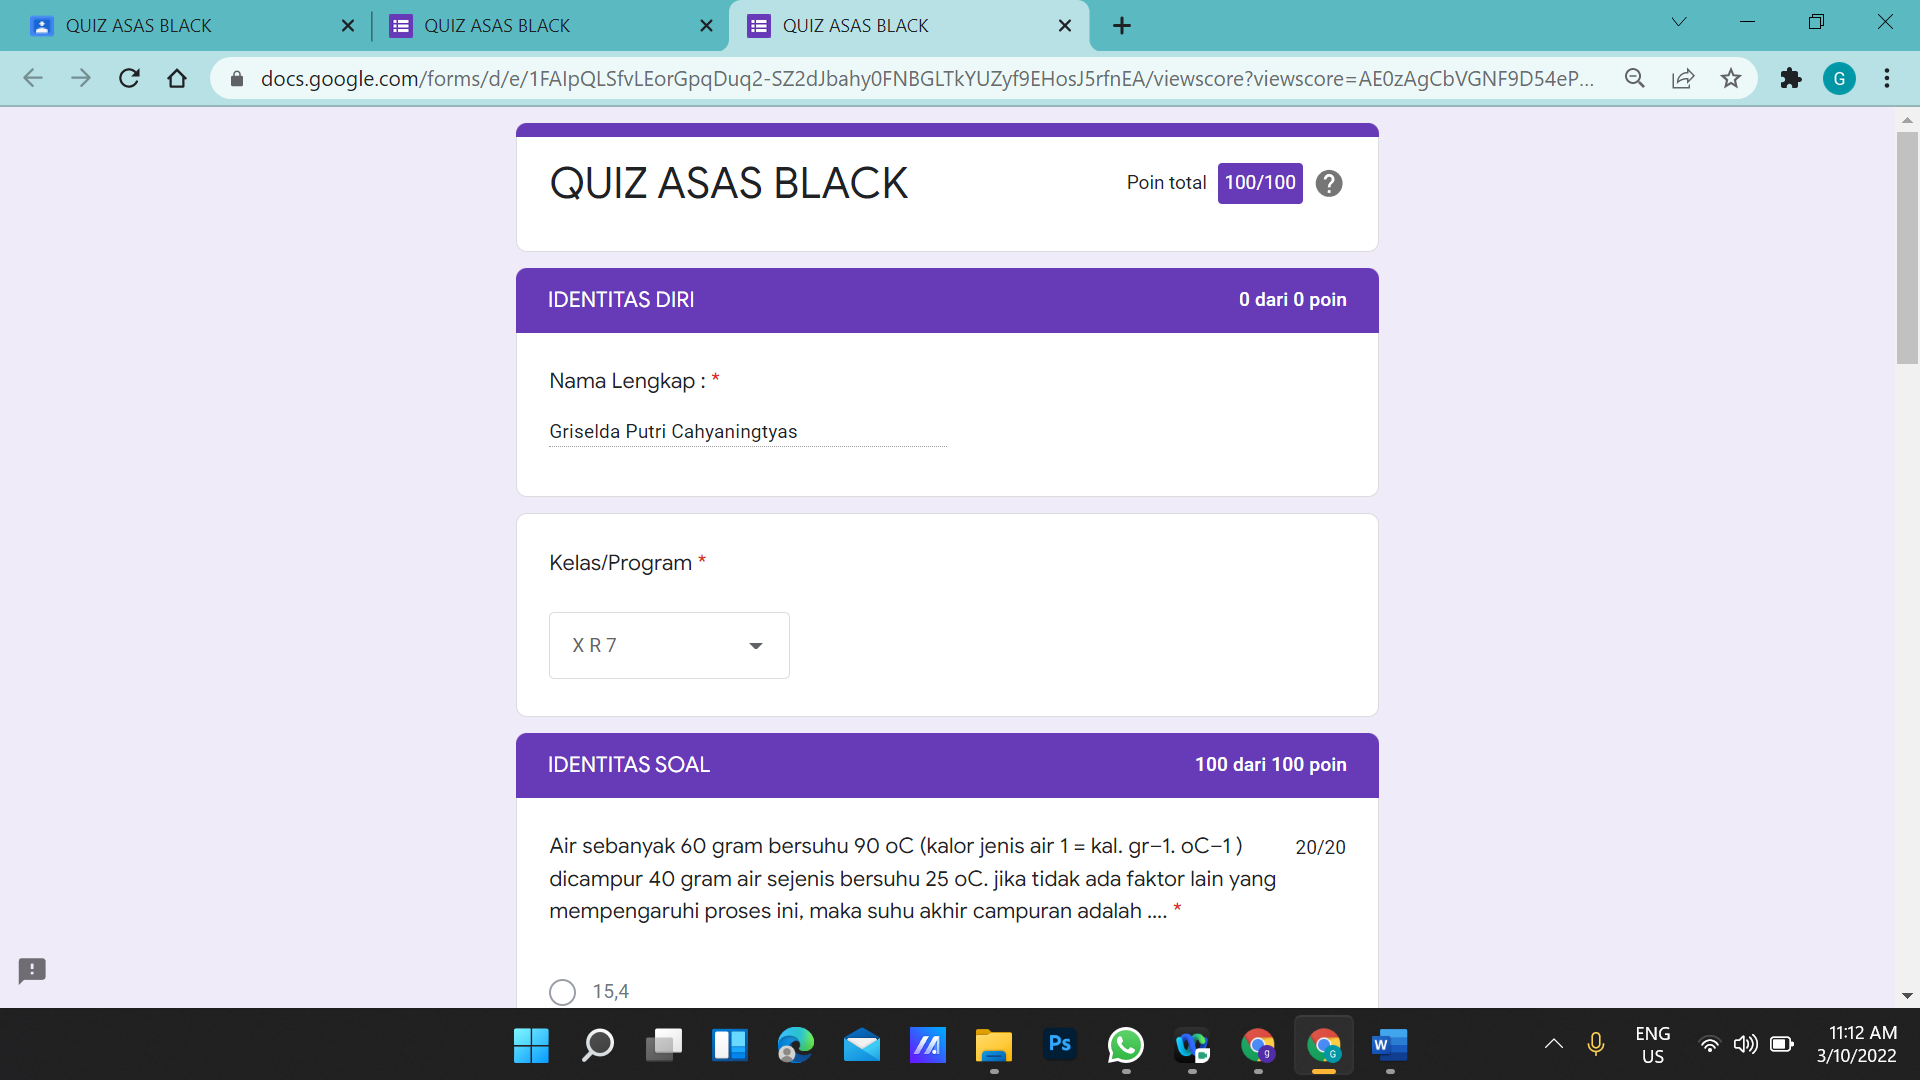 QUIZ ASAS BLACK
QUIZ ASAS BLACK
QUIZ ASAS BLACK
docs.google.com/forms/d/e/1FAIpQLSfvLEorGpqDuq2-SZ2dJbahy0FNBGLTkYUZyf9EHosJ5rfnEA/viewscore?viewscore=AE0zAgCbVGNF9D54eP...
G
QUIZ ASAS BLACK
Poin total 100/100
IDENTITAS DIRI
0 dari 0 poin
Nama Lengkap : *
Griselda Putri Cahyaningtyas
Kelas/Program *
X R 7
IDENTITAS SOAL
100 dari 100 poin
Air sebanyak 60 gram bersuhu 90 oC (kalor jenis air 1 = kal. gr−1. oC−1 )
20/20
dicampur 40 gram air sejenis bersuhu 25 oC. jika tidak ada faktor lain yang
mempengaruhi proses ini, maka suhu akhir campuran adalah .... *
15,4
Ps
g
G
W
ENG
US
11:12 AM
3/10/2022